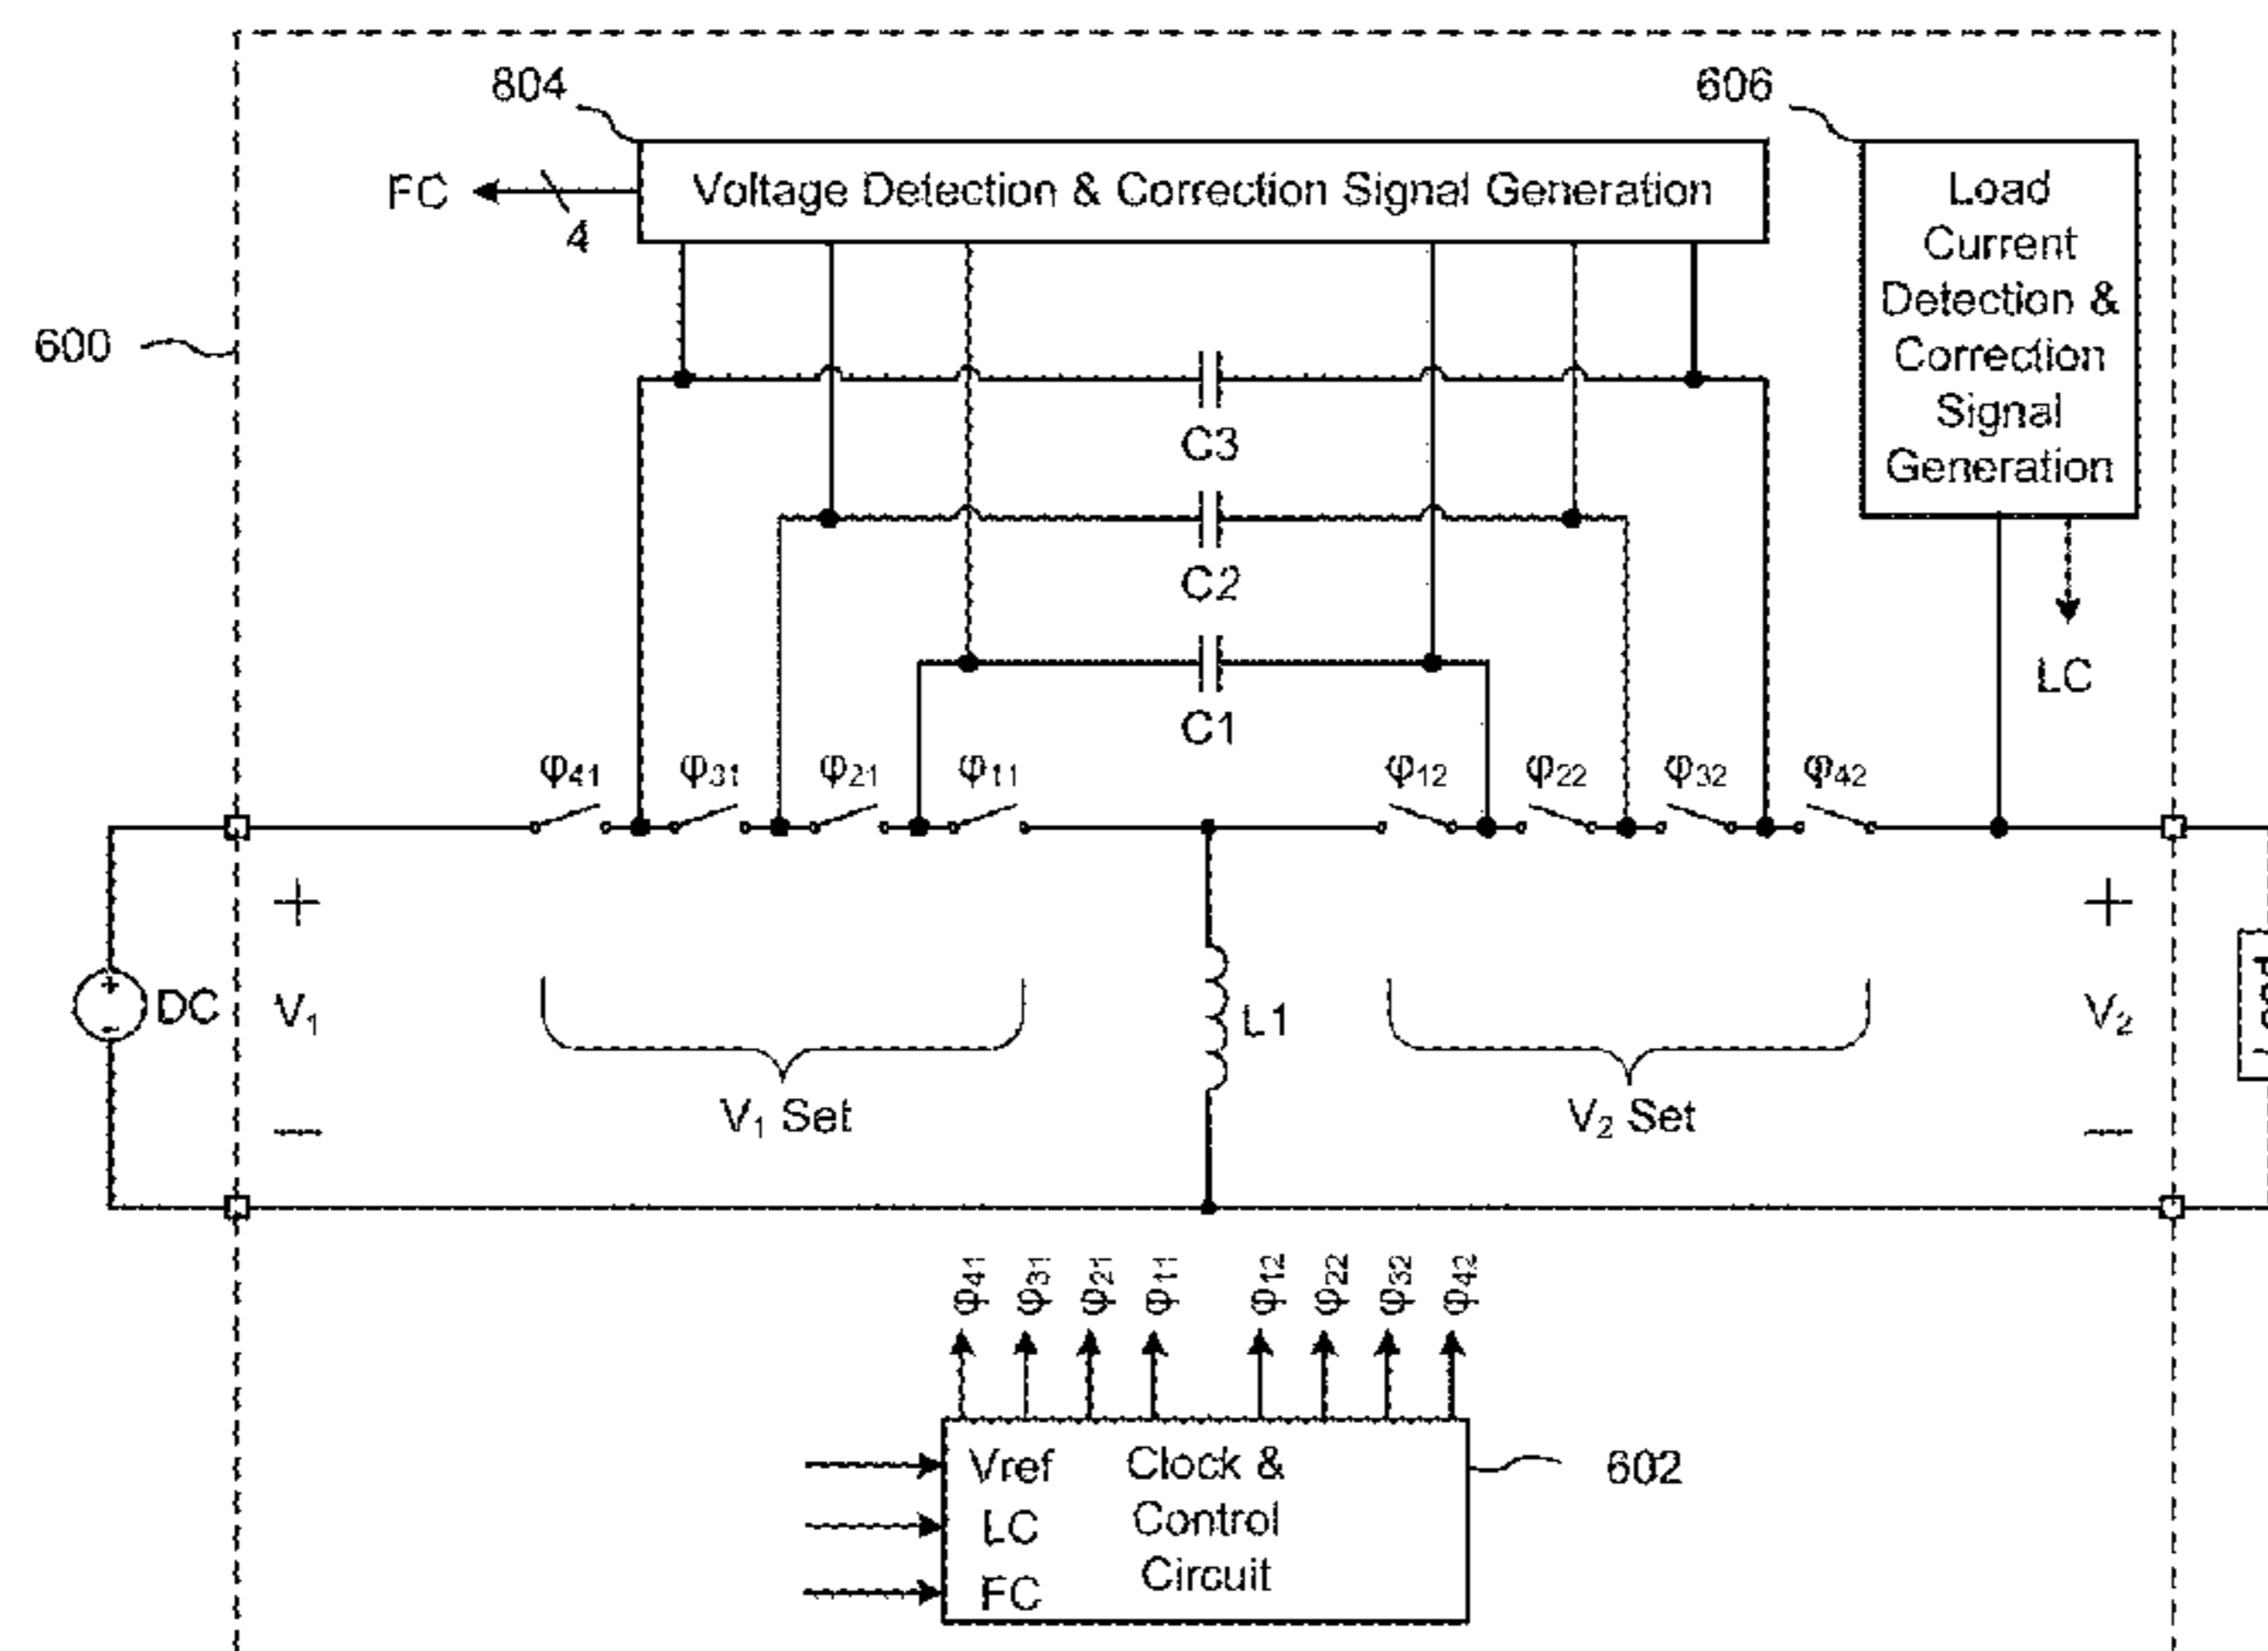 804
606
FC
4
Voltage Detection & Correction Signal Generation
Load
Current
Detection &
Correction
Signal
Generation
600
C3
C2
C1
LC
φ41 φ31 φ21 φ11 φ12 φ22 φ32 φ42
+ +
DC V1 L1 V2
− −
V1 Set V2 Set
φ41 φ31 φ21 φ11 φ12 φ22 φ32 φ42
Vref
LC
FC
Clock &
Control
Circuit
602